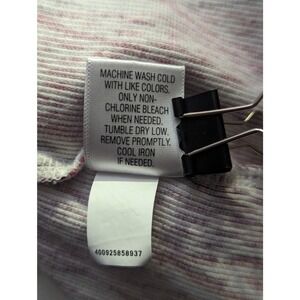 MACHINE WASH COLD
WITH LIKE COLORS.
ONLY NON-
CHLORINE BLEACH
WHEN NEEDED.
TUMBLE DRY LOW.
REMOVE PROMPTLY.
COOL IRON
IF NEEDED.
400925858937